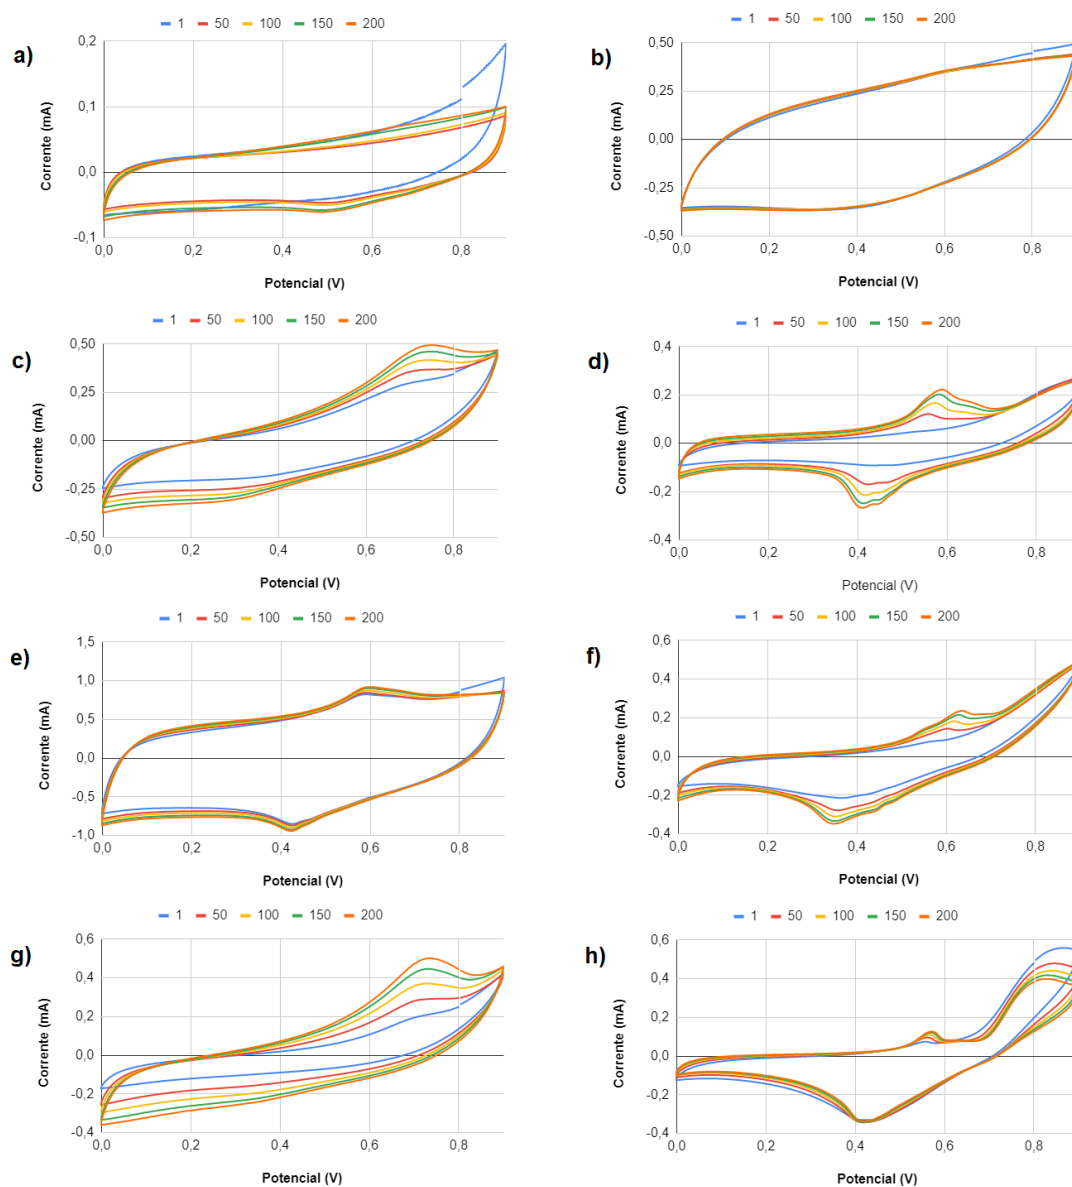 a)
1 50 100 150 200
Corrente (mA)
0,2
0,1
0,0
-0,1
0,0 0,2 0,4 0,6 0,8
Potencial (V)
b)
1 50 100 150 200
Corrente (mA)
0,50
0,25
0,00
-0,25
-0,50
0,0 0,2 0,4 0,6 0,8
Potencial (V)
c)
1 50 100 150 200
Corrente (mA)
0,50
0,25
0,00
-0,25
-0,50
0,0 0,2 0,4 0,6 0,8
Potencial (V)
d)
1 50 100 150 200
Corrente (mA)
0,4
0,2
0,0
-0,2
-0,4
0,0 0,2 0,4 0,6 0,8
Potencial (V)
e)
1 50 100 150 200
Corrente (mA)
1,5
1,0
0,5
0,0
-0,5
-1,0
0,0 0,2 0,4 0,6 0,8
Potencial (V)
f)
1 50 100 150 200
Corrente (mA)
0,6
0,4
0,2
0,0
-0,2
-0,4
0,0 0,2 0,4 0,6 0,8
Potencial (V)
g)
1 50 100 150 200
Corrente (mA)
0,6
0,4
0,2
0,0
-0,2
-0,4
0,0 0,2 0,4 0,6 0,8
Potencial (V)
h)
1 50 100 150 200
Corrente (mA)
0,6
0,4
0,2
0,0
-0,2
-0,4
0,0 0,2 0,4 0,6 0,8
Potencial (V)